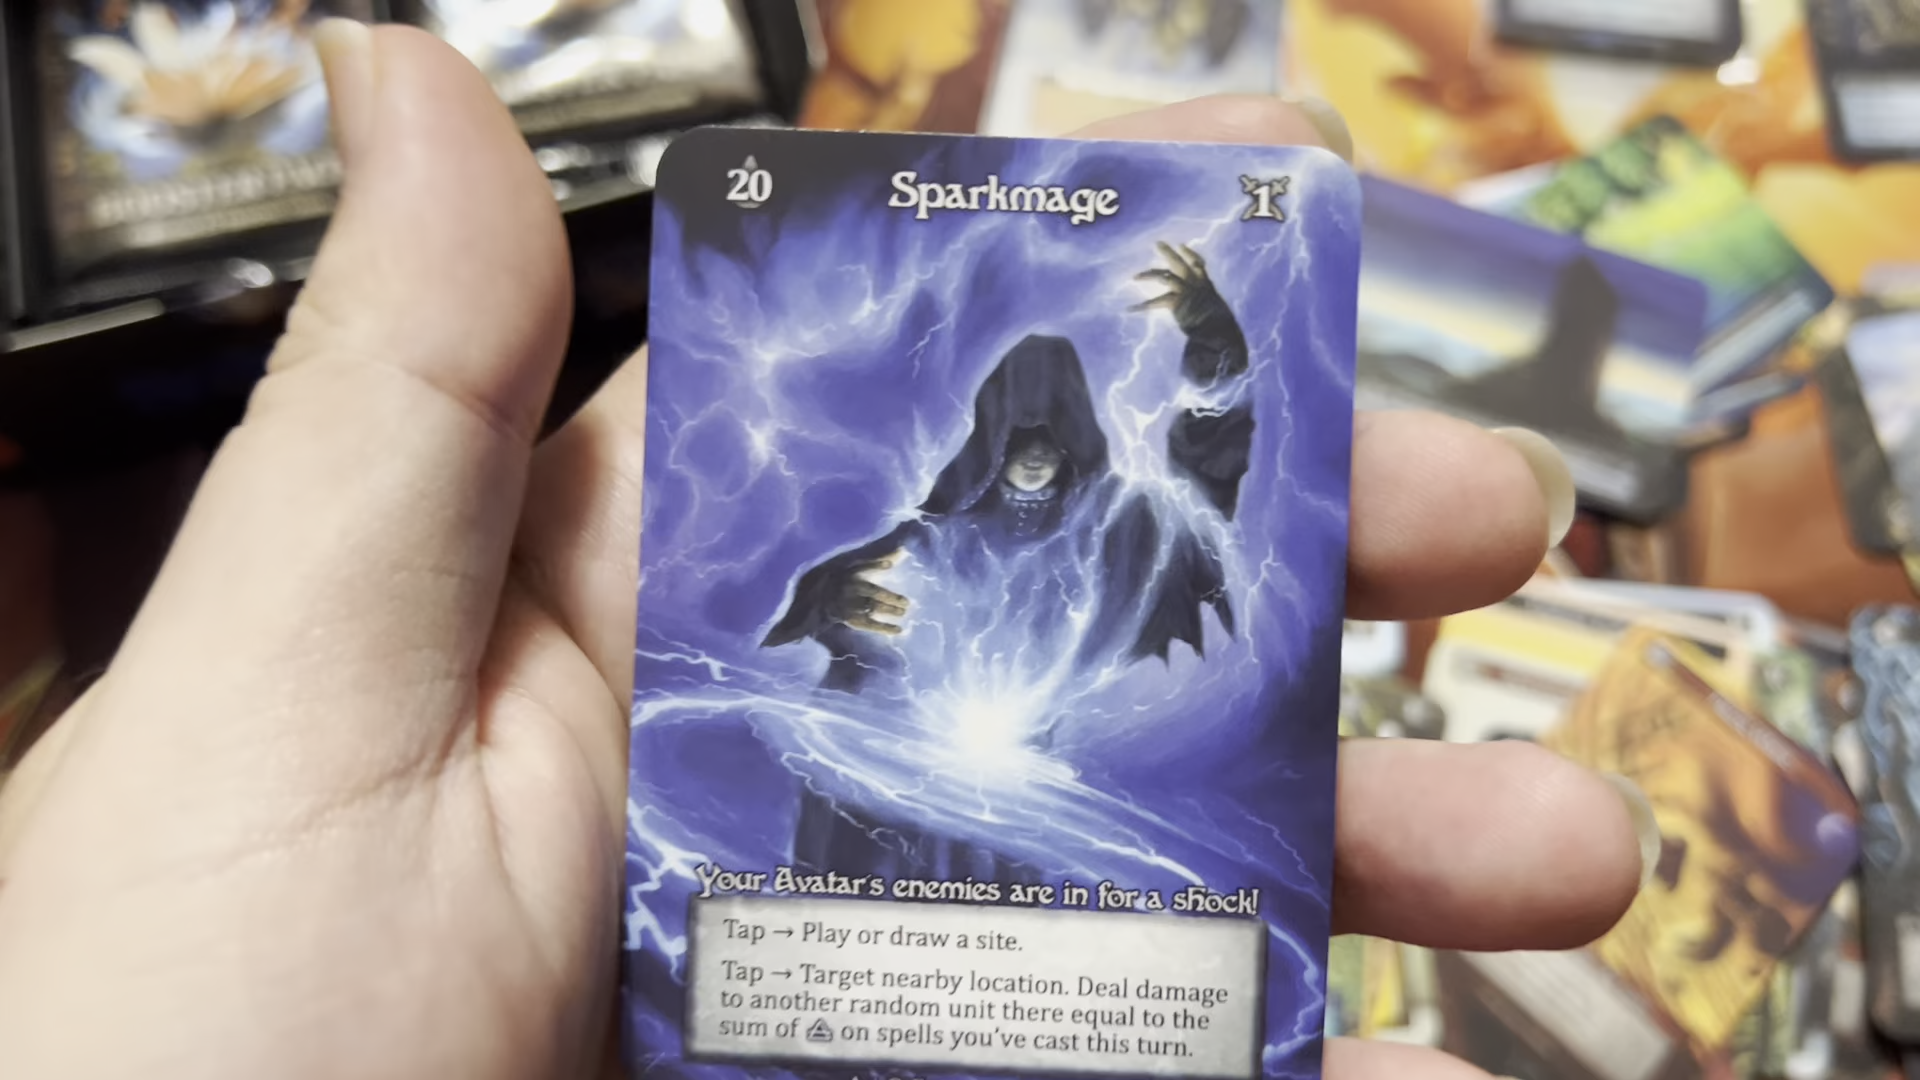 20 Sparkmage 1
Your Avatar's enemies are in for a shock!
Tap → Play or draw a site.
Tap → Target nearby location. Deal damage
to another random unit there equal to the
sum of on spells you've cast this turn.
BOOSTER PACK